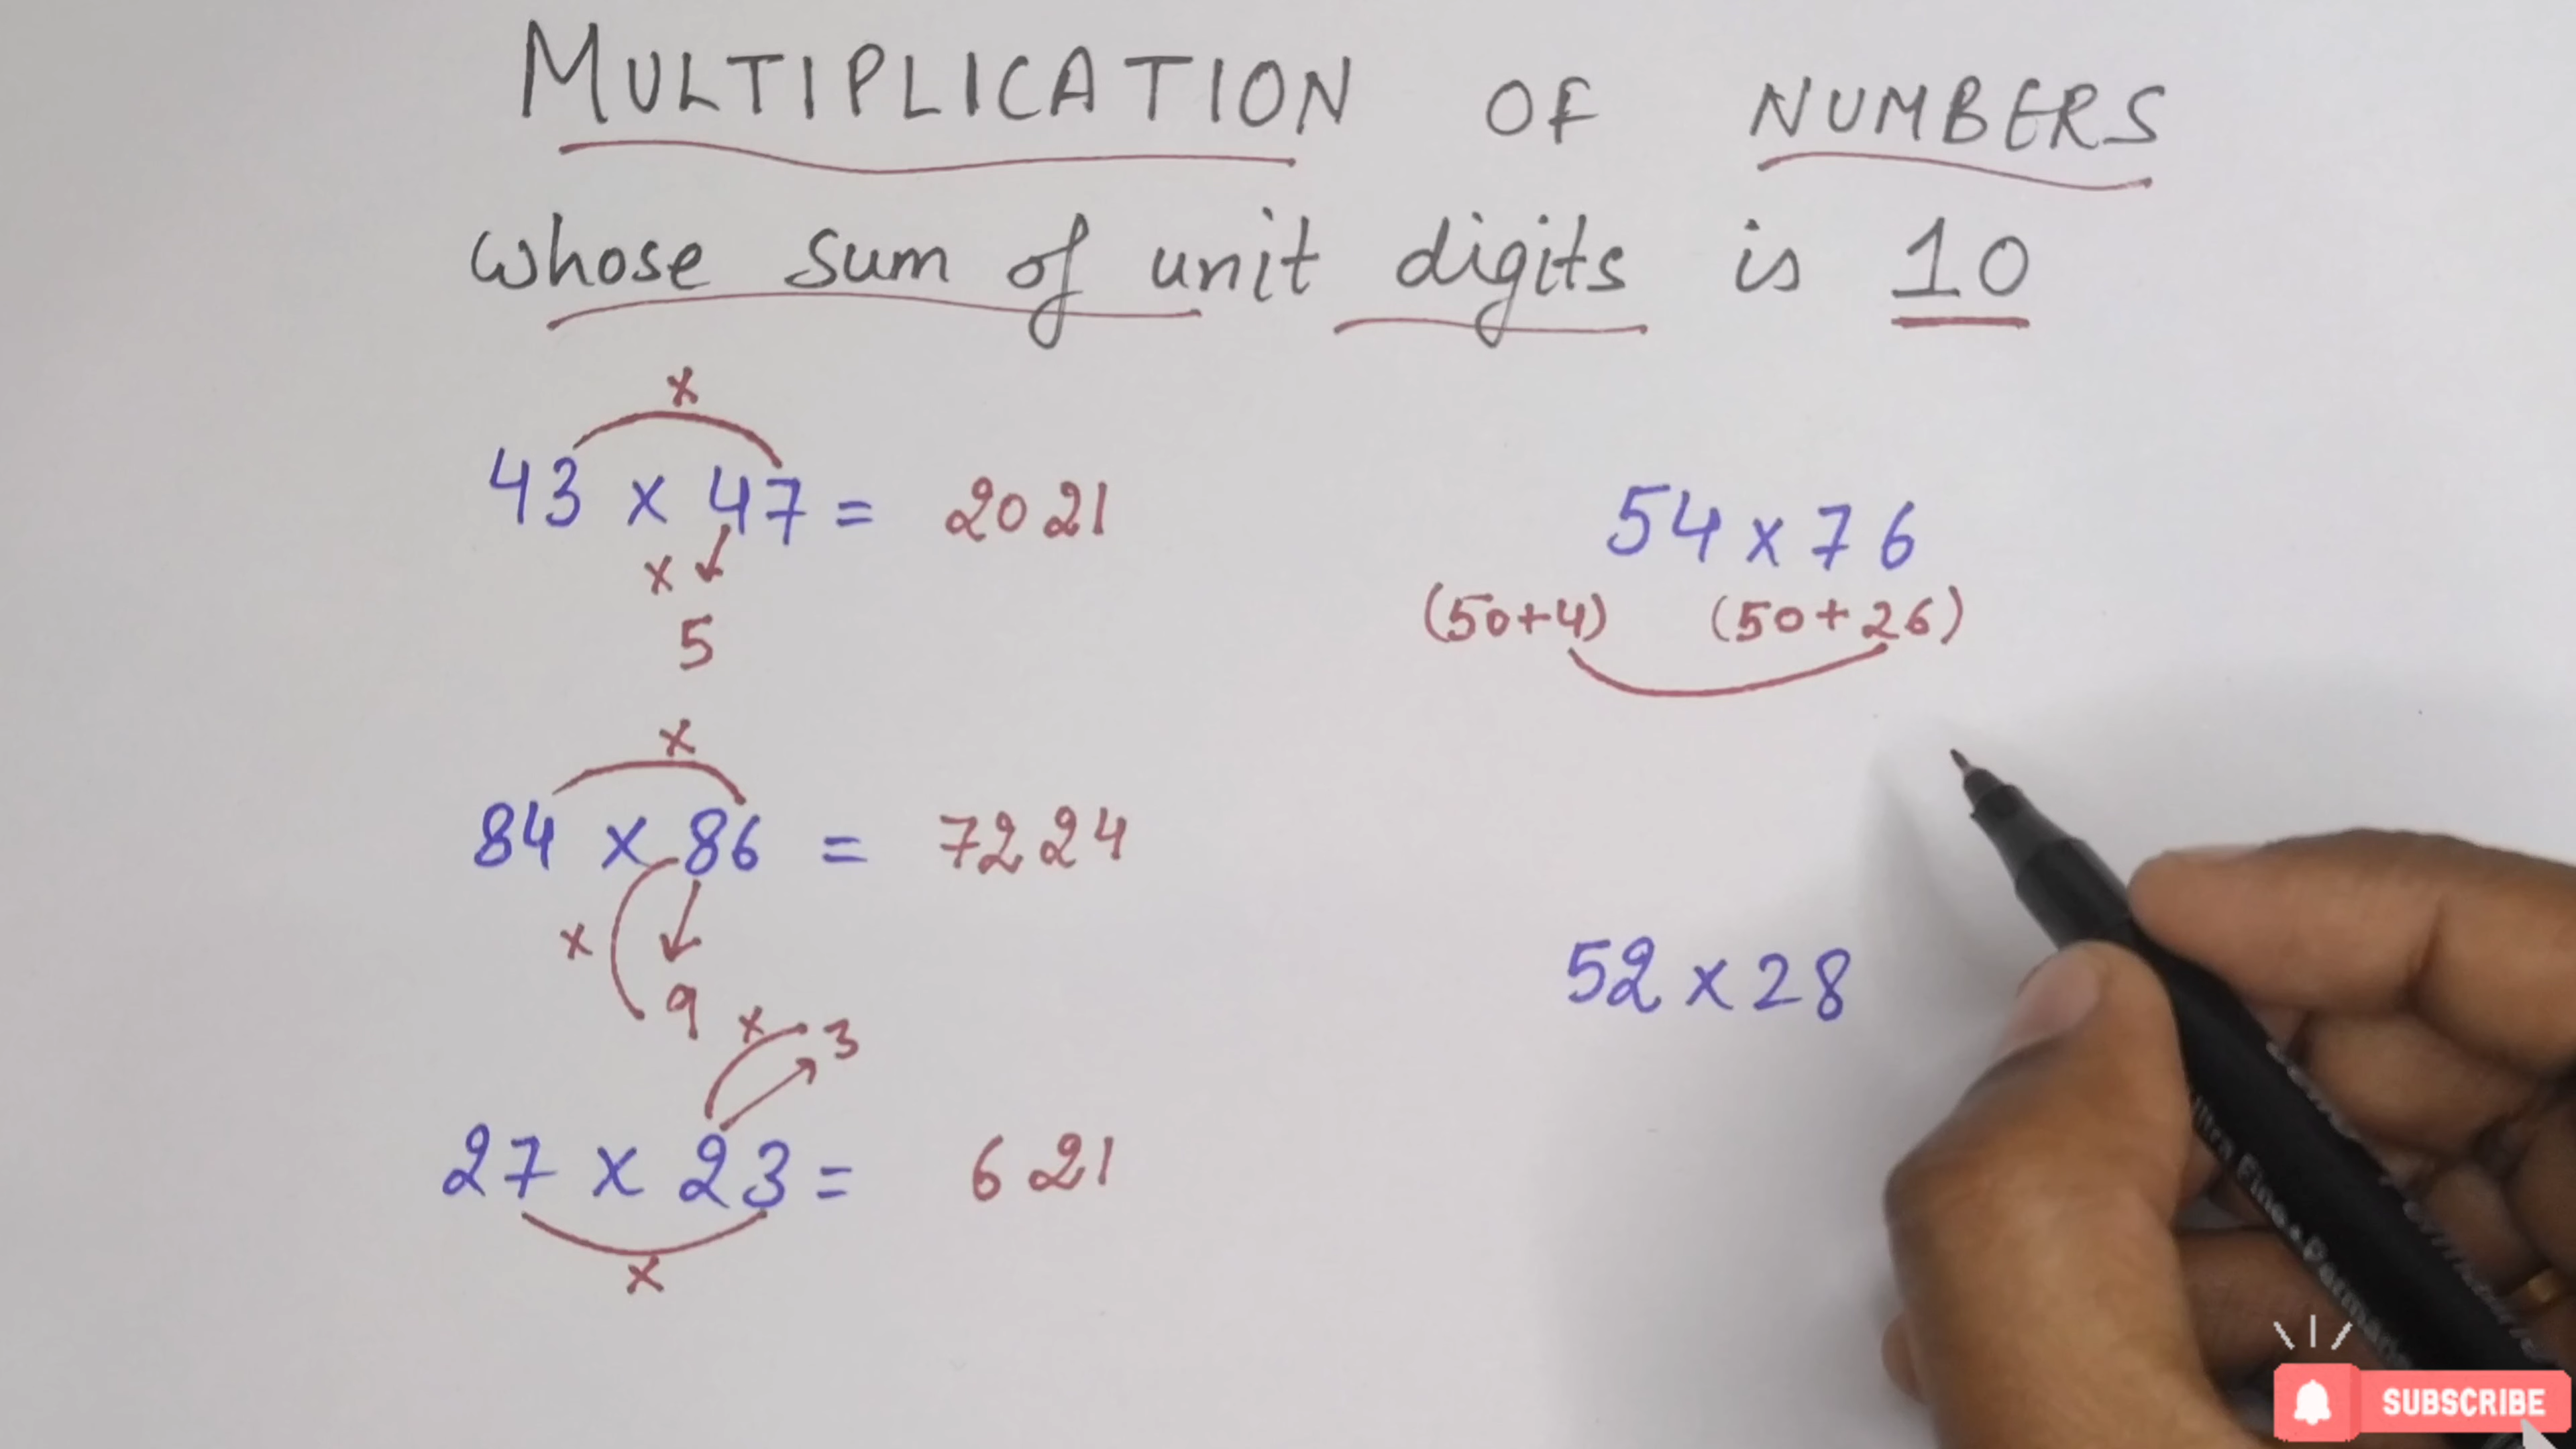 MULTIPLICATION OF NUMBERS
whose sum of unit digits is 10
x
43 x 47 = 2021
x
5
x
84 x 86 = 7224
x
9
x 3
27 x 23 = 621
x
54 x 76
(50+4) (50+26)
52 x 28
SUBSCRIBE